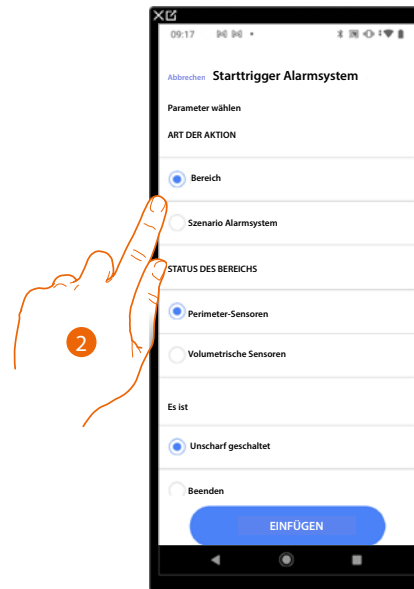 09:17
Abbrechen Starttrigger Alarmsystem
Parameter wählen
ART DER AKTION
Bereich
Szenario Alarmsystem
STATUS DES BEREICHS
Perimeter-Sensoren
2
Volumetrische Sensoren
Es ist
Unscharf geschaltet
Beenden
EINFÜGEN